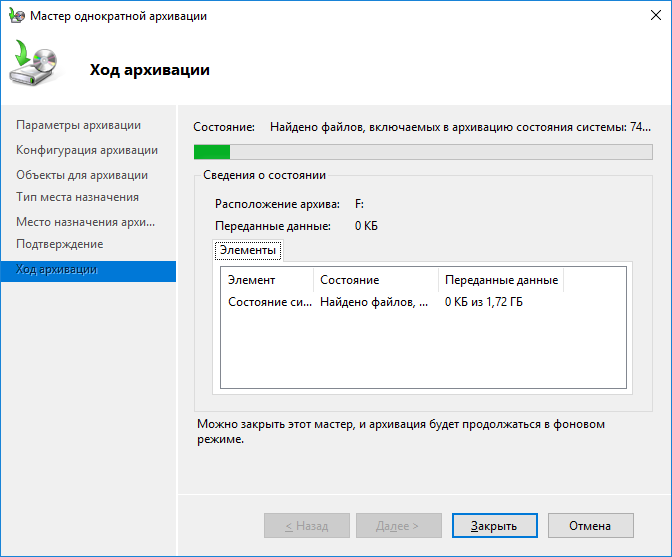 Мастер однократной архивации
Ход архивации
Параметры архивации
Конфигурация архивации
Объекты для архивации
Тип места назначения
Место назначения архи...
Подтверждение
Ход архивации
Состояние: Найдено файлов, включаемых в архивацию состояния системы: 74...
Сведения о состоянии
Расположение архива: F:
Переданные данные: 0 КБ
Элементы
Элемент Состояние Переданные данные
Состояние си... Найдено файлов, ... 0 КБ из 1,72 ГБ
Можно закрыть этот мастер, и архивация будет продолжаться в фоновом
режиме.
< Назад Далее > Закрыть Отмена